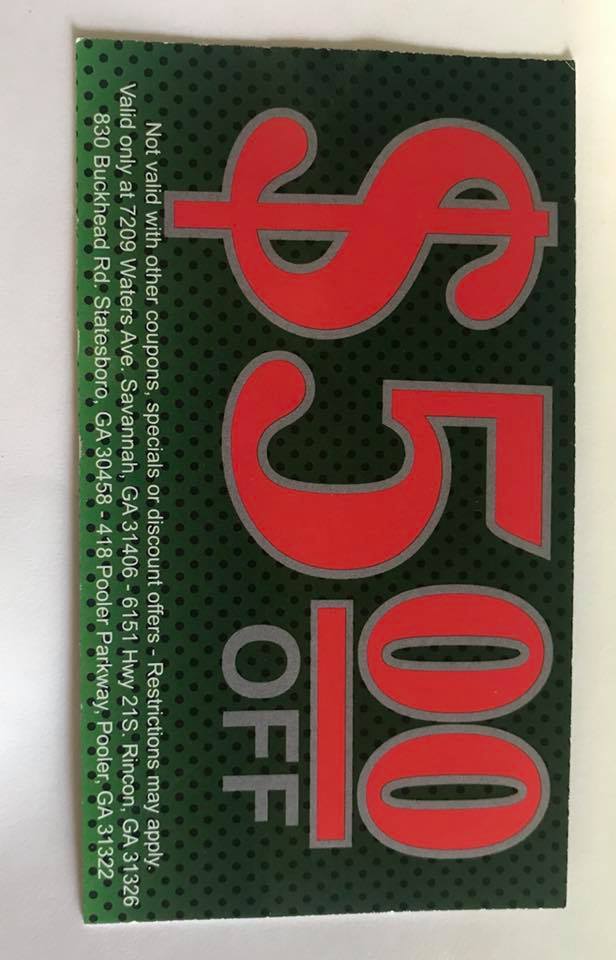 $500
OFF
Not valid with other coupons, specials or discount offers - Restrictions may apply.
Valid only at 7209 Waters Ave. Savannah, GA 31406 - 6151 Hwy 21S. Rincon, GA 31326
830 Buckhead Rd. Statesboro, GA 30458 - 418 Pooler Parkway, Pooler, GA 31322